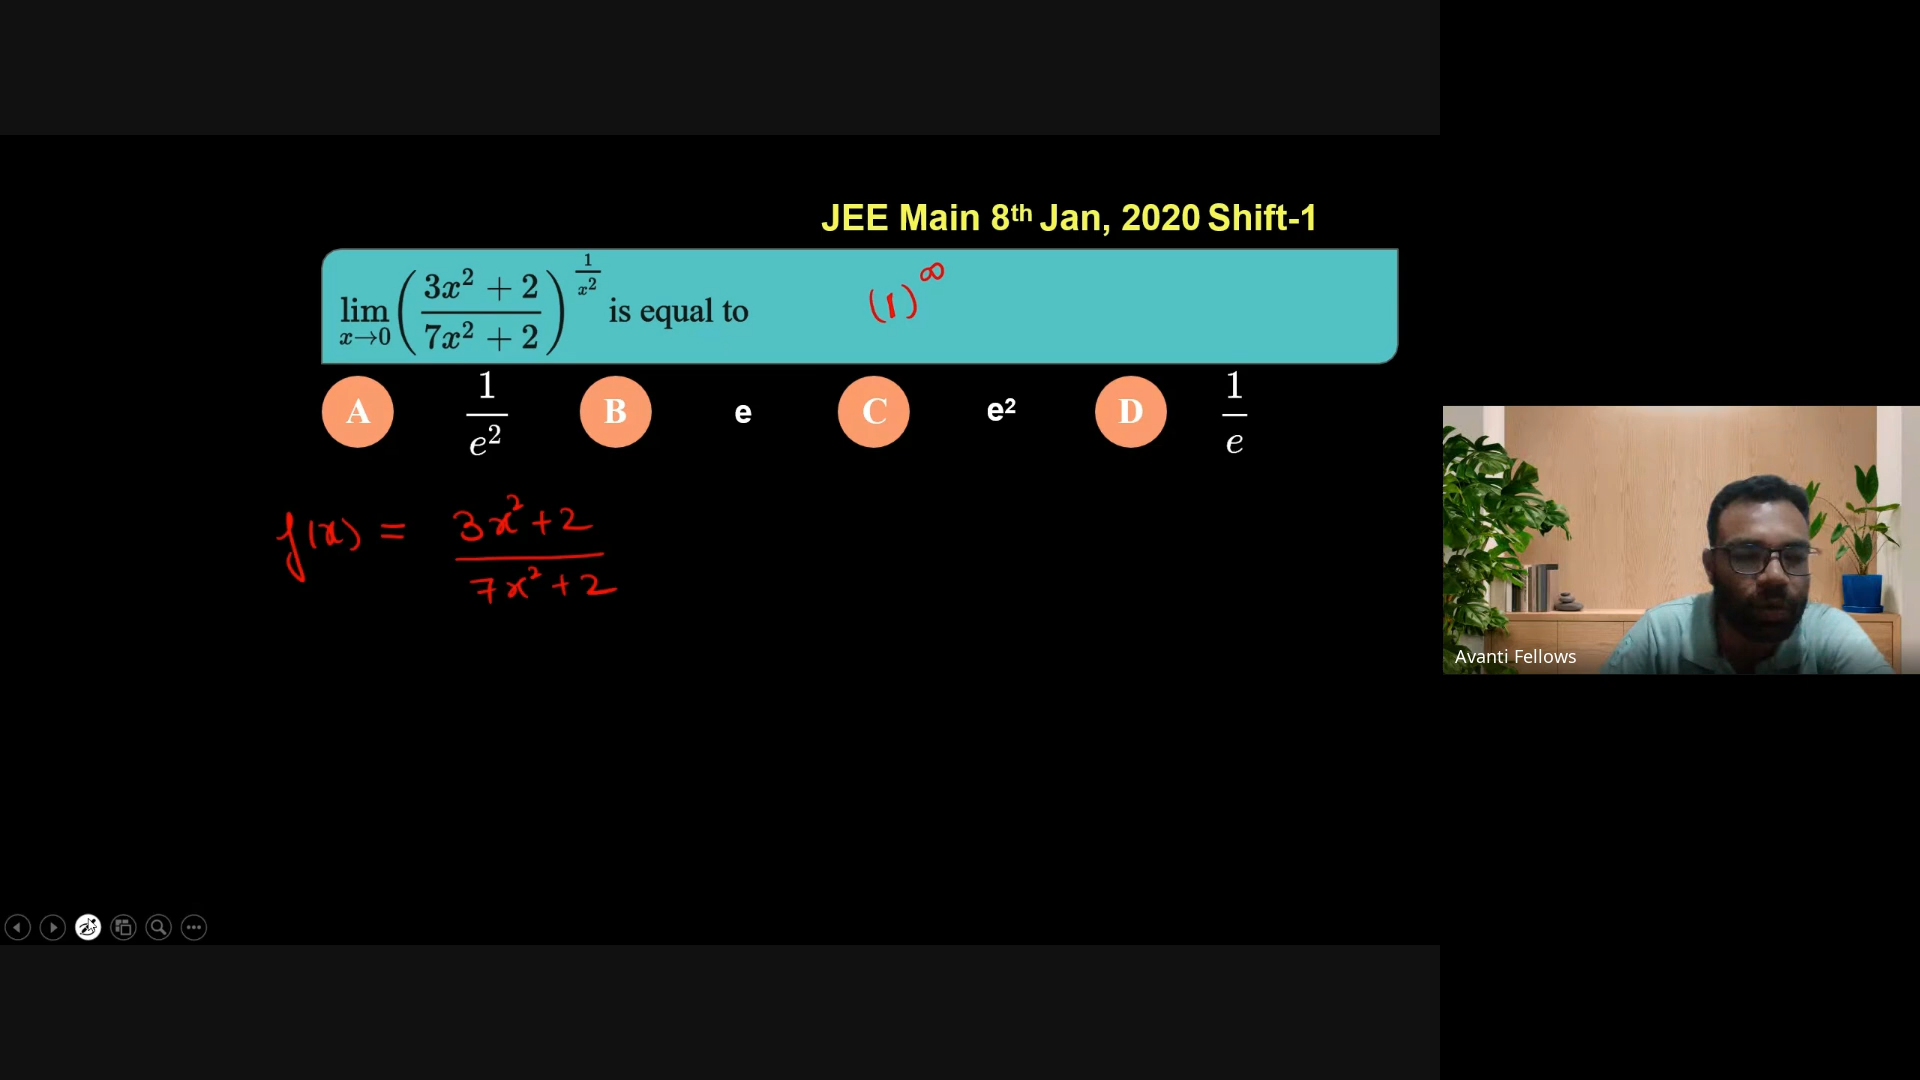 JEE Main 8th Jan, 2020 Shift-1
lim x→0 ((3x² + 2)/(7x² + 2))^(1/x²) is equal to (1)^∞
A 1/e² B e C e² D 1/e
f(x) = (3x² + 2)/(7x² + 2)
Avanti Fellows